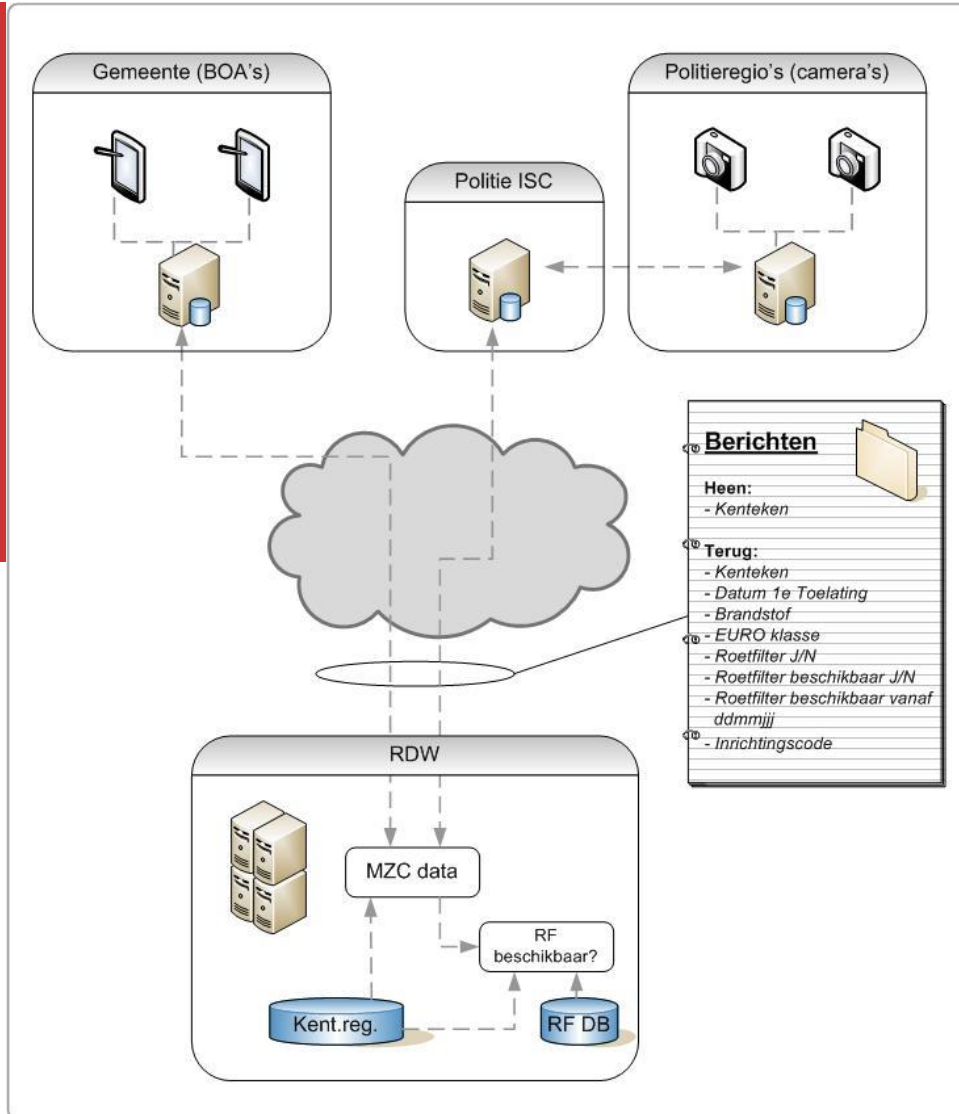 Gemeente (BOA's)
Politieregio's (camera's)
Politie ISC
Berichten
Heen:
- Kenteken
Terug:
- Kenteken
- Datum 1e Toelating
- Brandstof
- EURO klasse
- Roetfilter J/N
- Roetfilter beschikbaar J/N
- Roetfilter beschikbaar vanaf
ddmmjjj
- Inrichtingscode
RDW
MZC data
RF
beschikbaar?
Kent.reg.
RF DB